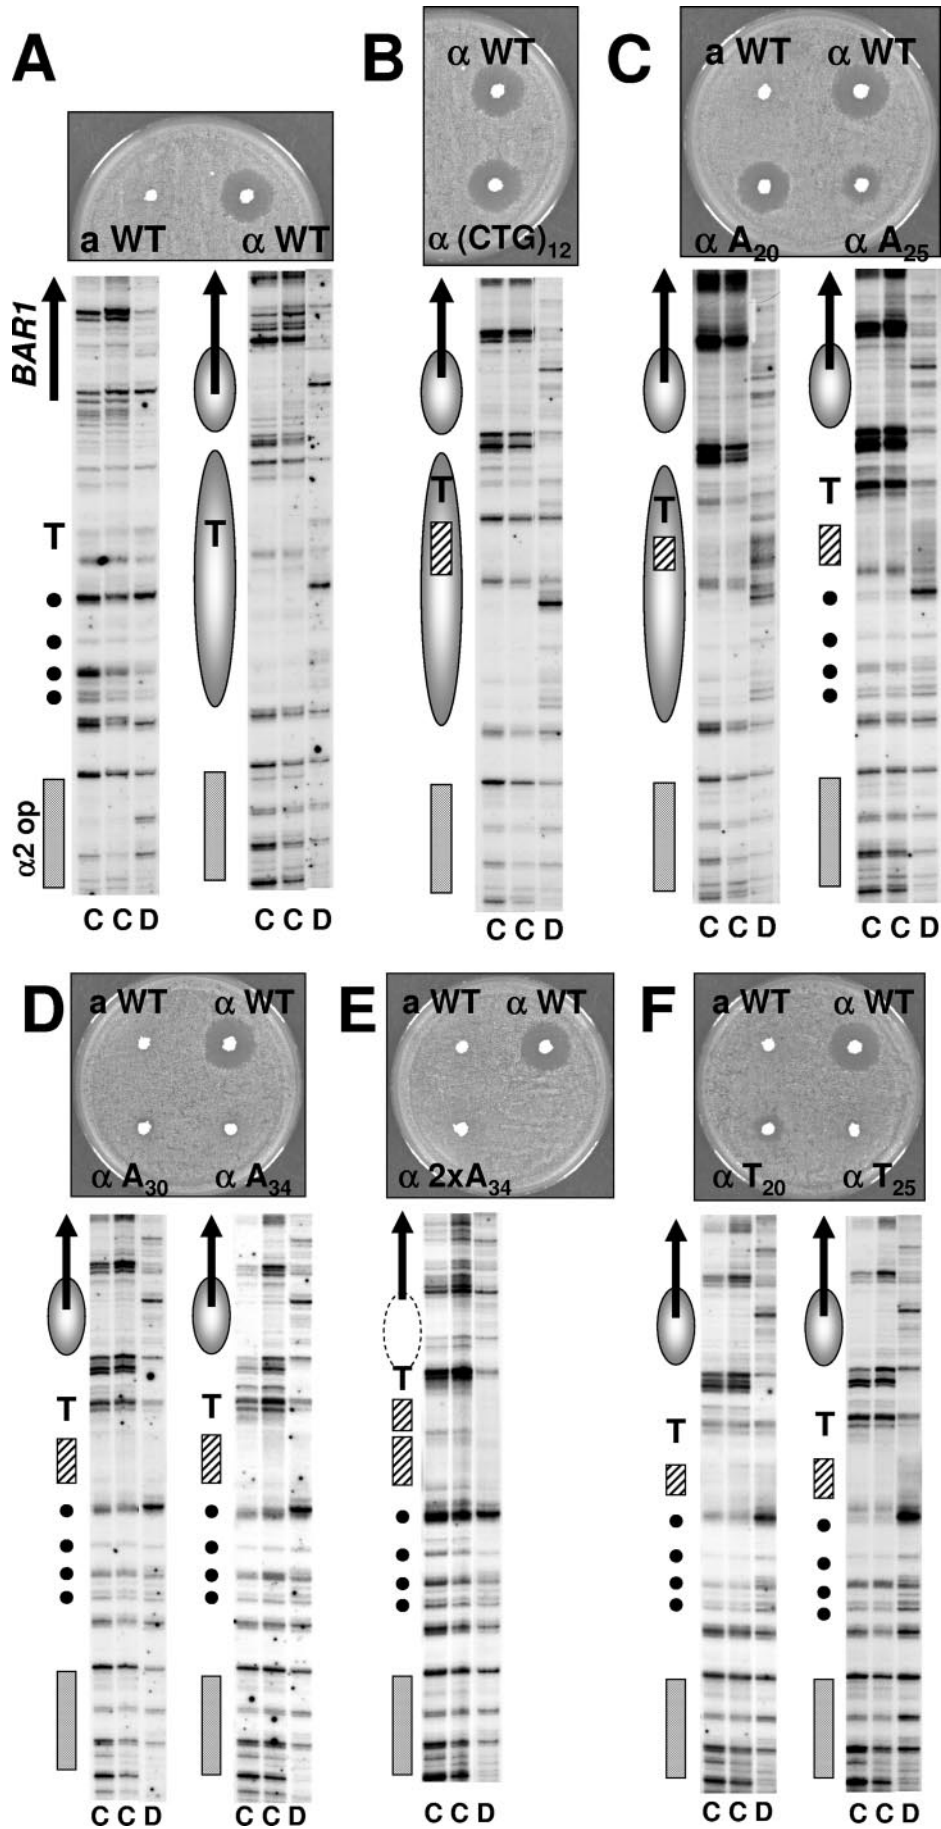 A
a WT α WT
BAR1
T
T
α2 op
C C D
B
α WT
α (CTG)12
T
C C D
C
a WT α WT
α A20 α A25
T
T
C C D
C C D
D
a WT α WT
α A30 α A34
T
T
C C D
C C D
E
a WT α WT
α 2xA34
T
C C D
F
a WT α WT
α T20 α T25
T
T
C C D
C C D